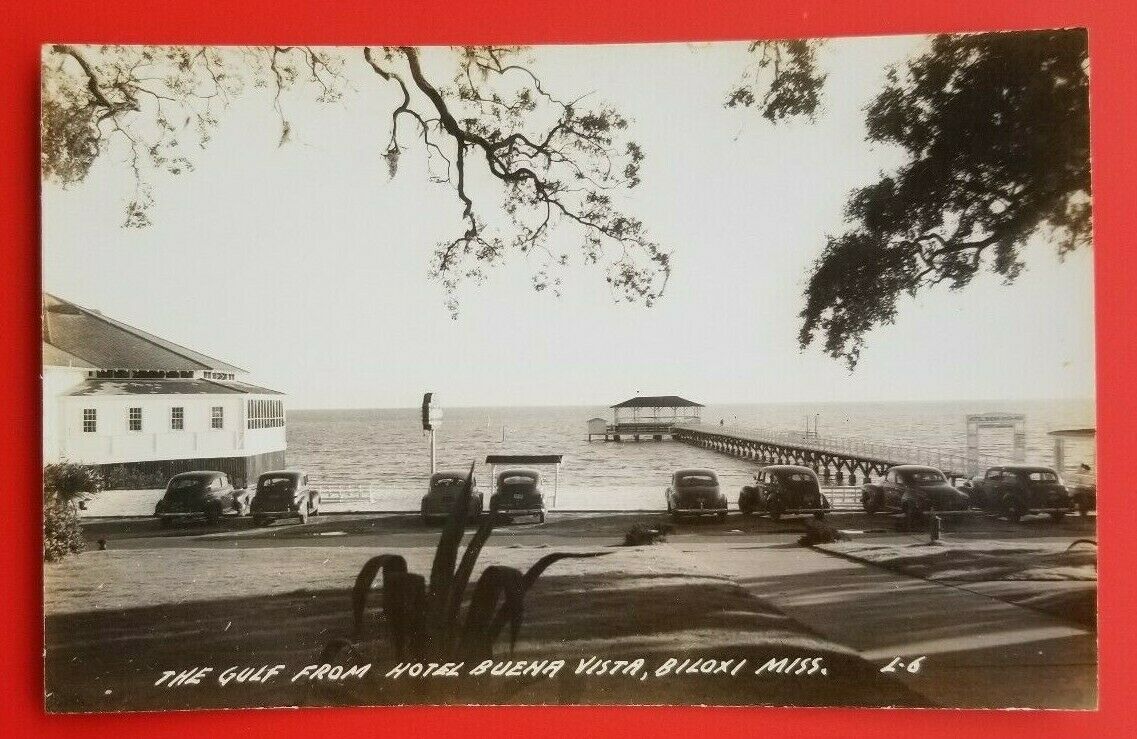 THE GULF FROM HOTEL BUENA VISTA, BILOXI MISS. L-6